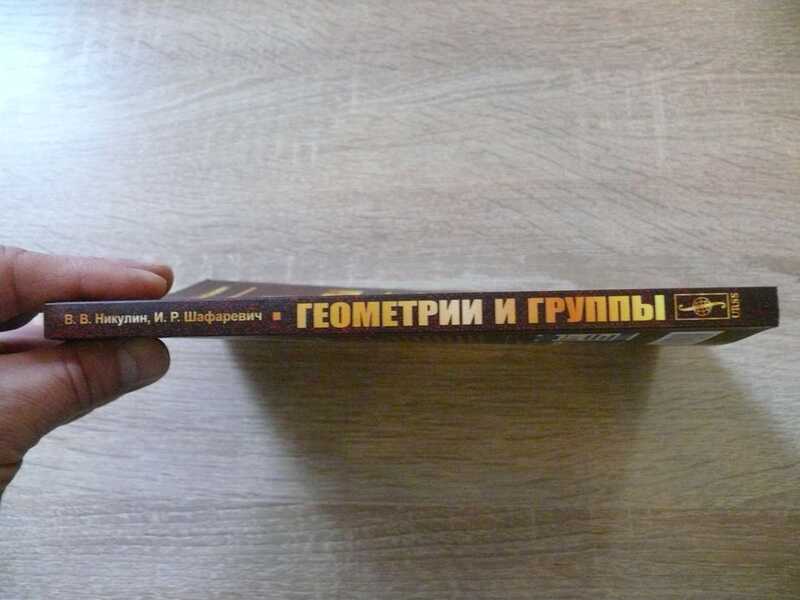 В. В. Никулин, И. Р. Шафаревич ▪ ГЕОМЕТРИИ И ГРУППЫ
URSS